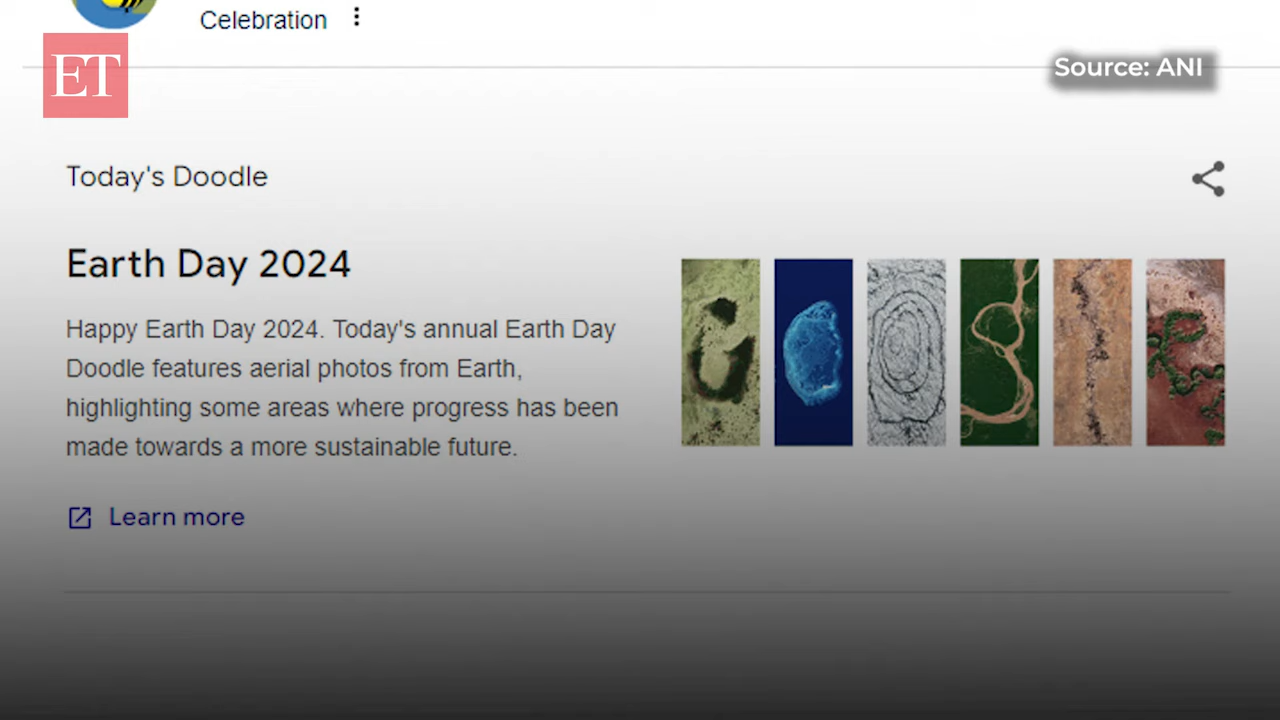 Celebration
ET
Source: ANI
Today's Doodle
Earth Day 2024
Happy Earth Day 2024. Today's annual Earth Day
Doodle features aerial photos from Earth,
highlighting some areas where progress has been
made towards a more sustainable future.
Learn more